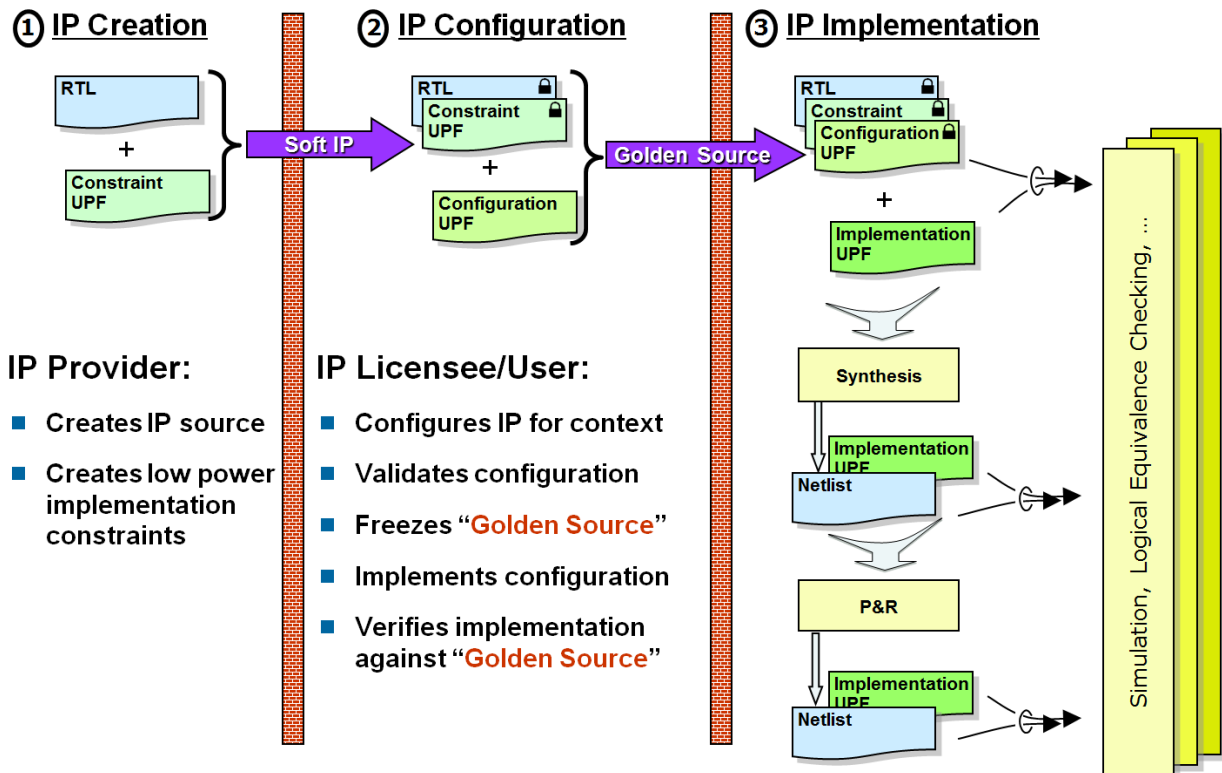 1 IP Creation
RTL
+
Constraint
UPF
Soft IP
2 IP Configuration
RTL
Constraint
UPF
+
Configuration
UPF
Golden Source
3 IP Implementation
RTL
Constraint
Configuration
UPF
+
Implementation
UPF
Synthesis
Implementation
UPF
Netlist
P&R
Implementation
UPF
Netlist
Simulation, Logical Equivalence Checking, ...
IP Provider:
Creates IP source
Creates low power
implementation
constraints
IP Licensee/User:
Configures IP for context
Validates configuration
Freezes “Golden Source”
Implements configuration
Verifies implementation
against “Golden Source”